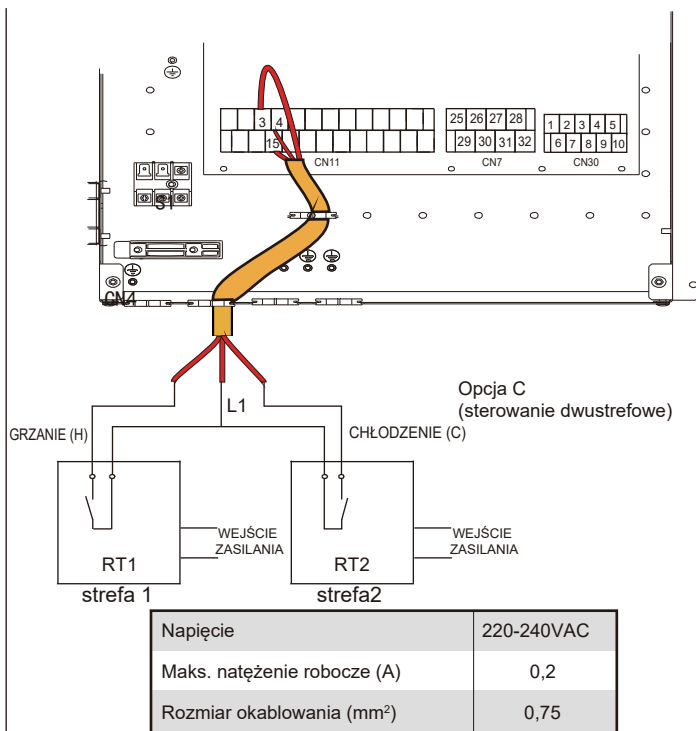 3 4
15
CN11
25 26 27 28
29 30 31 32
CN7
1 2 3 4 5
6 7 8 9 10
CN30
S1
CN4
L1
Opcja C
(sterowanie dwustrefowe)
GRZANIE (H)
CHŁODZENIE (C)
RT1
WEJŚCIE
ZASILANIA
RT2
WEJŚCIE
ZASILANIA
strefa 1
strefa2
Napięcie 220-240VAC
Maks. natężenie robocze (A) 0,2
Rozmiar okablowania (mm²) 0,75